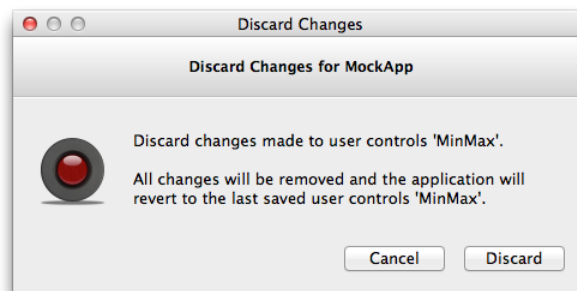 Discard Changes
Discard Changes for MockApp
Discard changes made to user controls 'MinMax'.
All changes will be removed and the application will
revert to the last saved user controls 'MinMax'.
Cancel
Discard